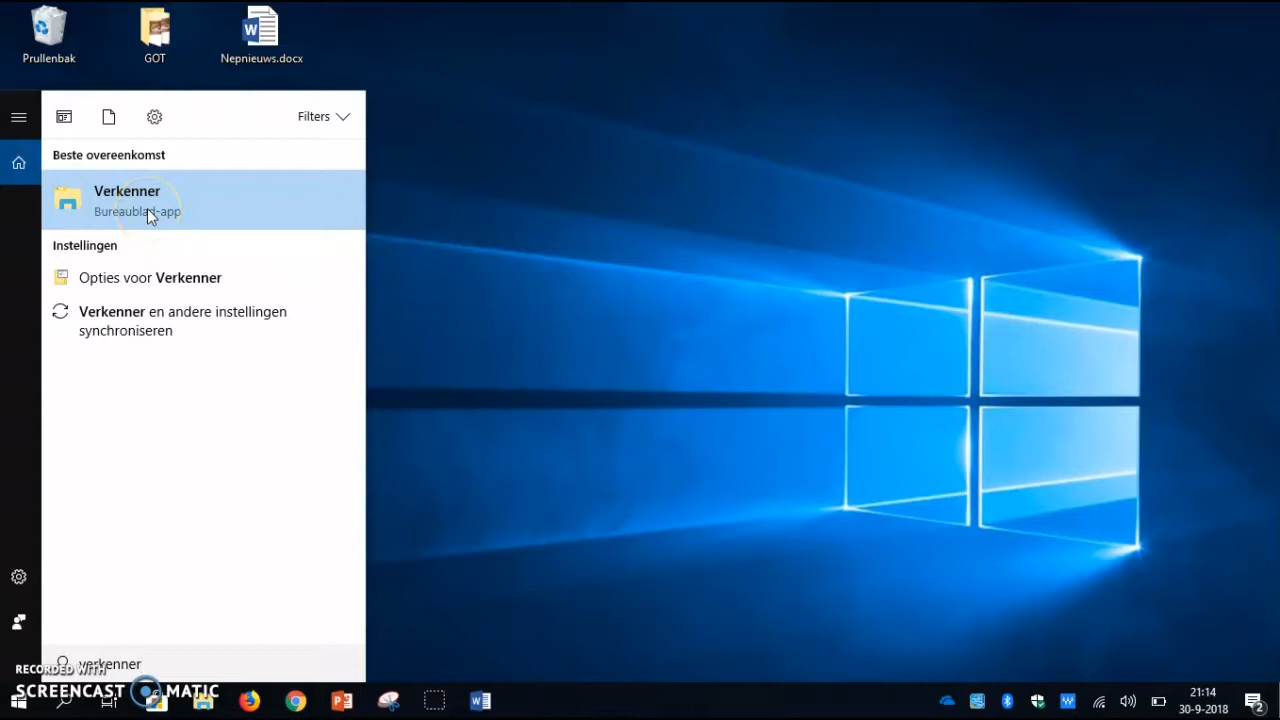 Prullenbak
GOT
Nepnieuws.docx
Filters
Beste overeenkomst
Verkenner
Bureaublad-app
Instellingen
Opties voor Verkenner
Verkenner en andere instellingen
synchroniseren
verkenner
RECORDED WITH
SCREENCAST MATIC
21:14
30-9-2018
2